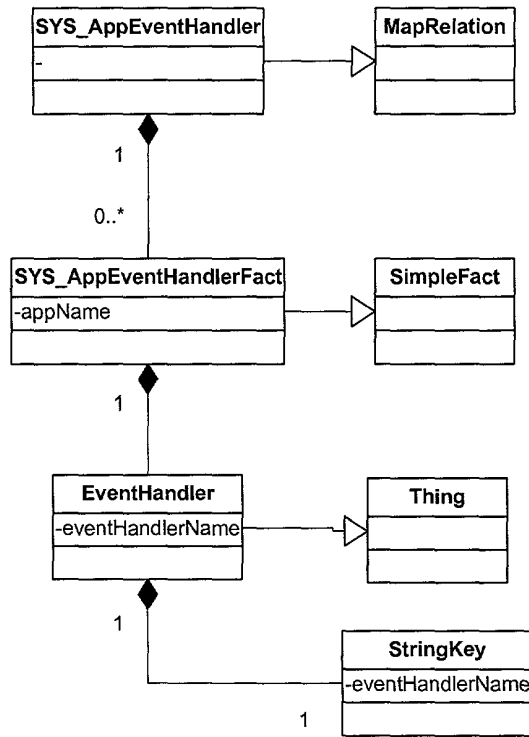 SYS_AppEventHandler
MapRelation
-
1
0..*
SYS_AppEventHandlerFact
SimpleFact
-appName
1
EventHandler
Thing
-eventHandlerName
1
StringKey
-eventHandlerName
1